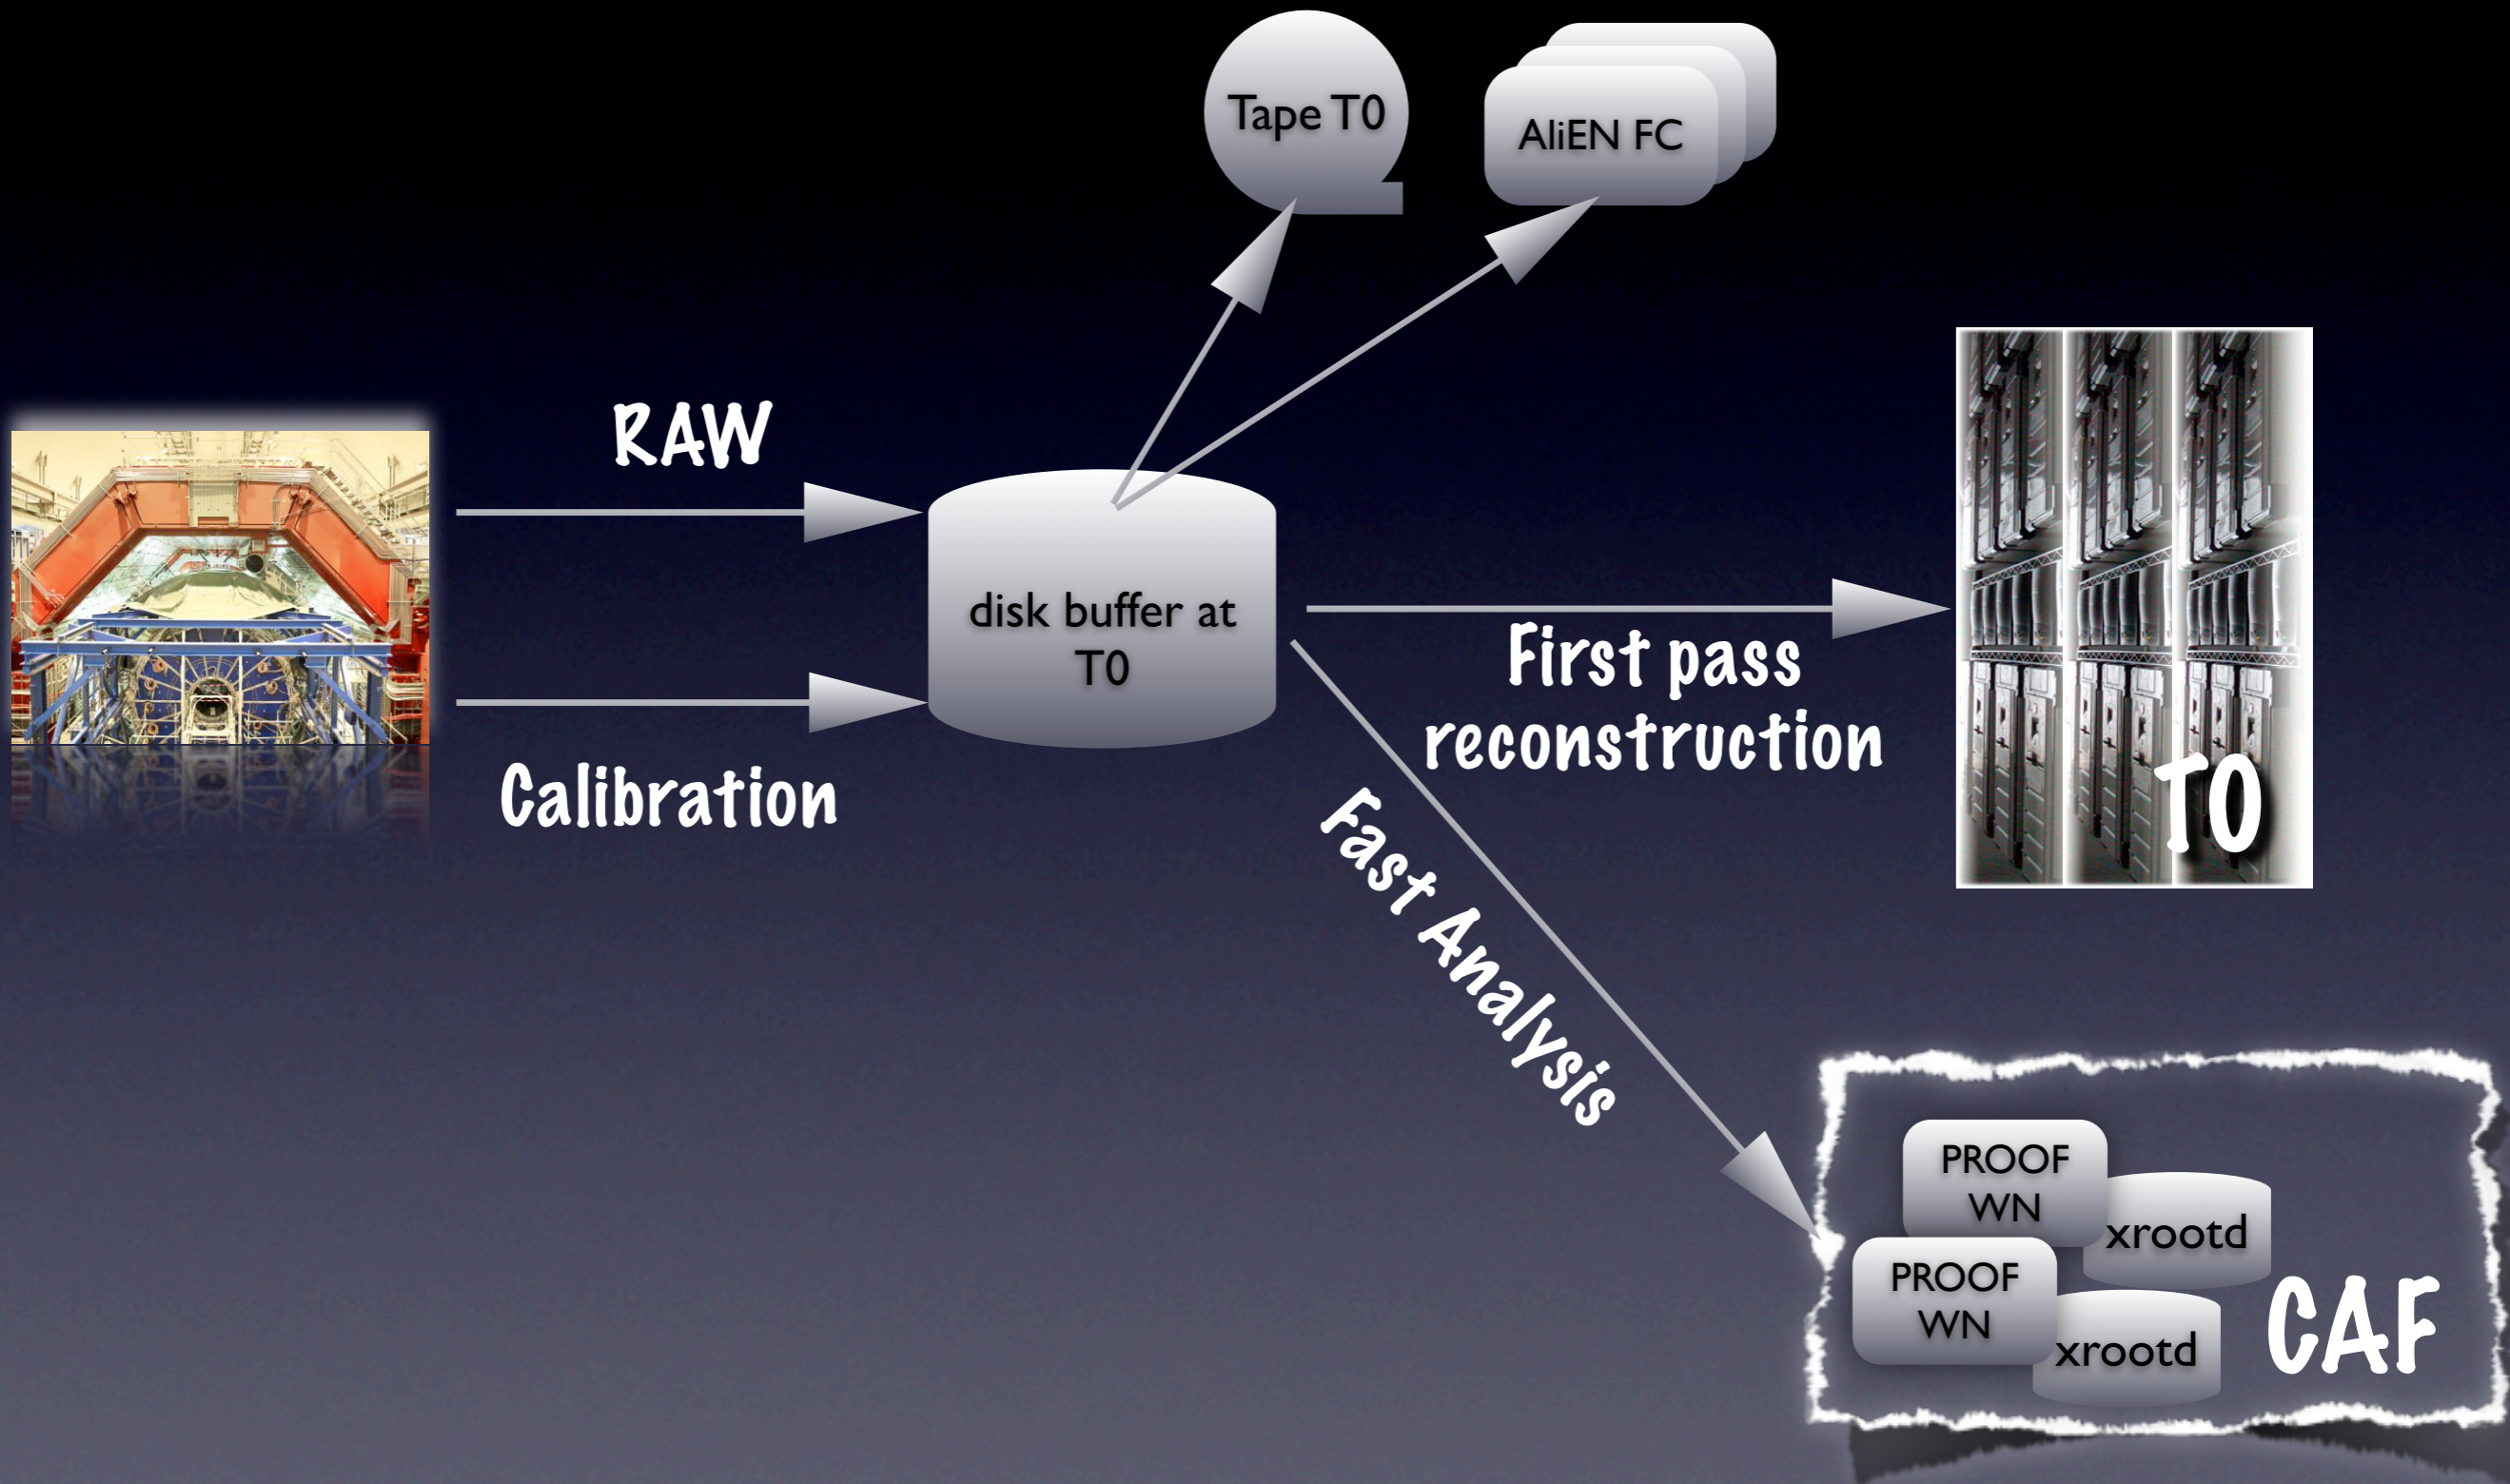 Tape T0
AliEN FC
RAW
disk buffer at
T0
Calibration
First pass
reconstruction
T0
Fast Analysis
PROOF
WN
xrootd
PROOF
WN
xrootd
CAF